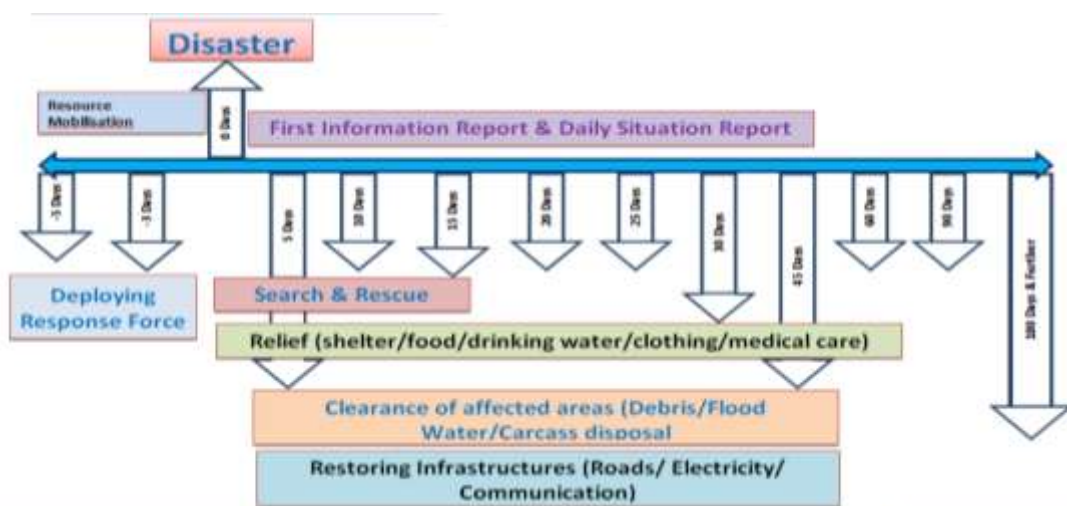 Disaster
Resource
Mobilisation
0 Days
First Information Report & Daily Situation Report
-5 Days
-3 Days
5 Days
10 Days
15 Days
20 Days
25 Days
30 Days
45 Days
60 Days
90 Days
180 Days & Further
Deploying
Response Force
Search & Rescue
Relief (shelter/food/drinking water/clothing/medical care)
Clearance of affected areas (Debris/Flood
Water/Carcass disposal
Restoring Infrastructures (Roads/ Electricity/
Communication)